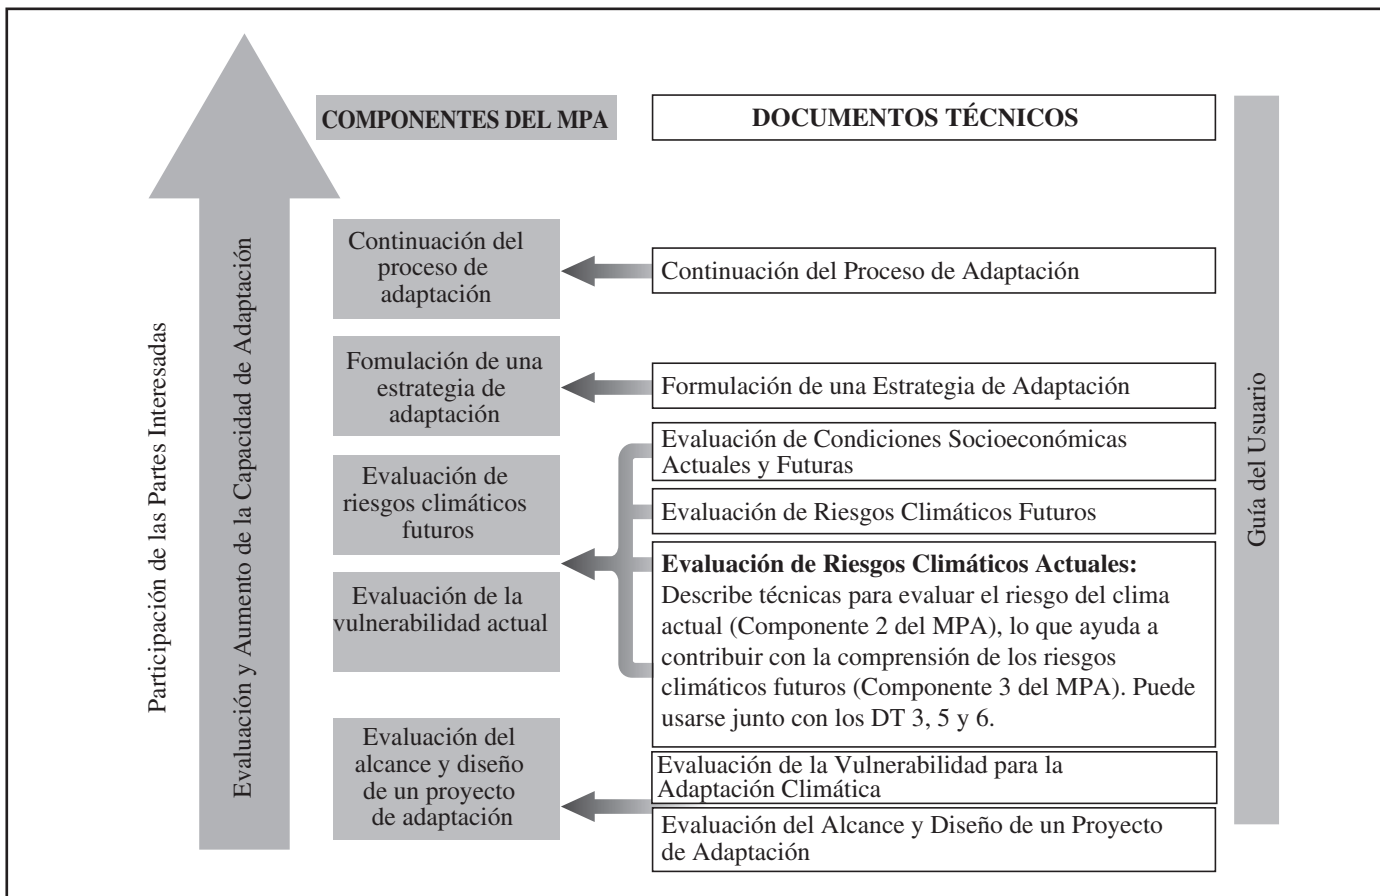 Participación de las Partes Interesadas
Evaluación y Aumento de la Capacidad de Adaptación
COMPONENTES DEL MPA
Continuación del
proceso de
adaptación
Fomulación de una
estrategia de
adaptación
Evaluación de
riesgos climáticos
futuros
Evaluación de la
vulnerabilidad actual
Evaluación del
alcance y diseño
de un proyecto
de adaptación
DOCUMENTOS TÉCNICOS
Continuación del Proceso de Adaptación
Formulación de una Estrategia de Adaptación
Evaluación de Condiciones Socioeconómicas
Actuales y Futuras
Evaluación de Riesgos Climáticos Futuros
Evaluación de Riesgos Climáticos Actuales:
Describe técnicas para evaluar el riesgo del clima
actual (Componente 2 del MPA), lo que ayuda a
contribuir con la comprensión de los riesgos
climáticos futuros (Componente 3 del MPA). Puede
usarse junto con los DT 3, 5 y 6.
Evaluación de la Vulnerabilidad para la
Adaptación Climática
Evaluación del Alcance y Diseño de un Proyecto
de Adaptación
Guía del Usuario